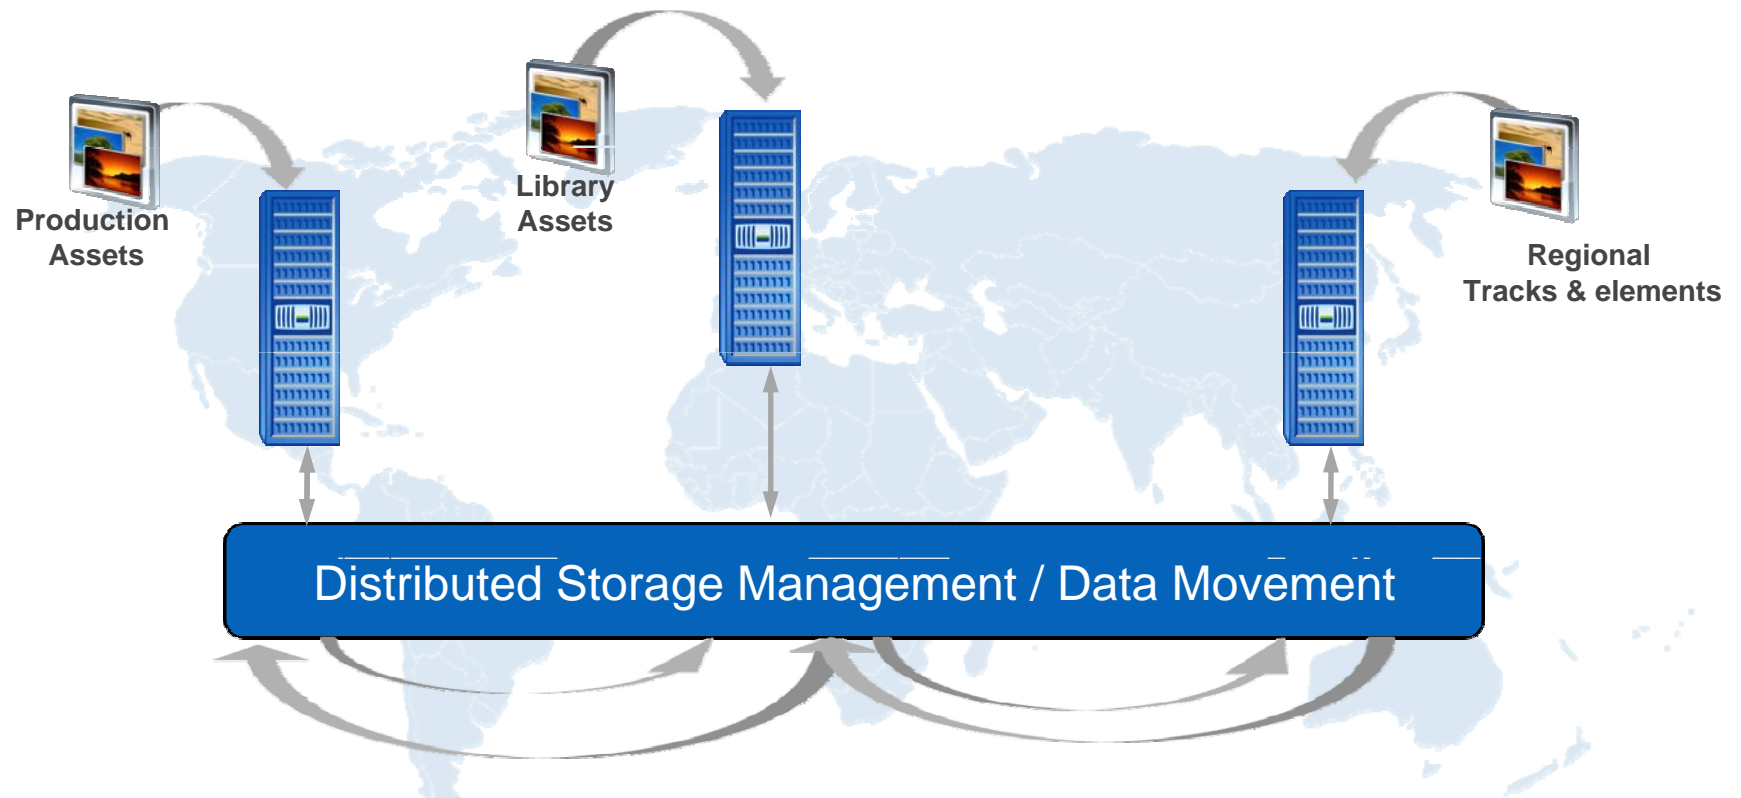 Production
Assets
Library
Assets
Regional
Tracks & elements
Distributed Storage Management / Data Movement